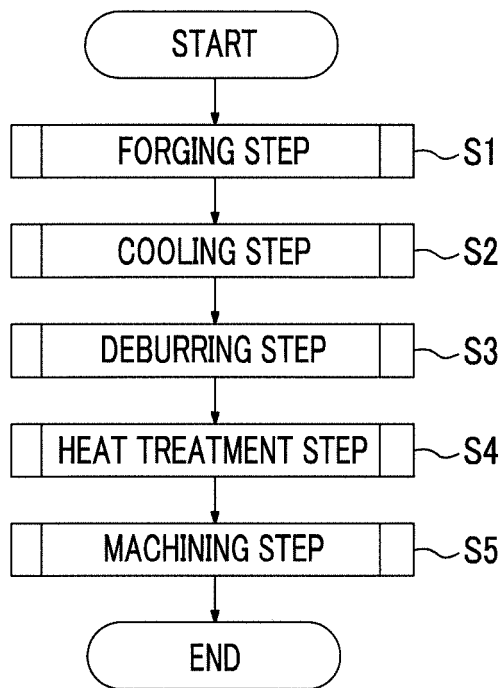 START
FORGING STEP S1
COOLING STEP S2
DEBURRING STEP S3
HEAT TREATMENT STEP S4
MACHINING STEP S5
END